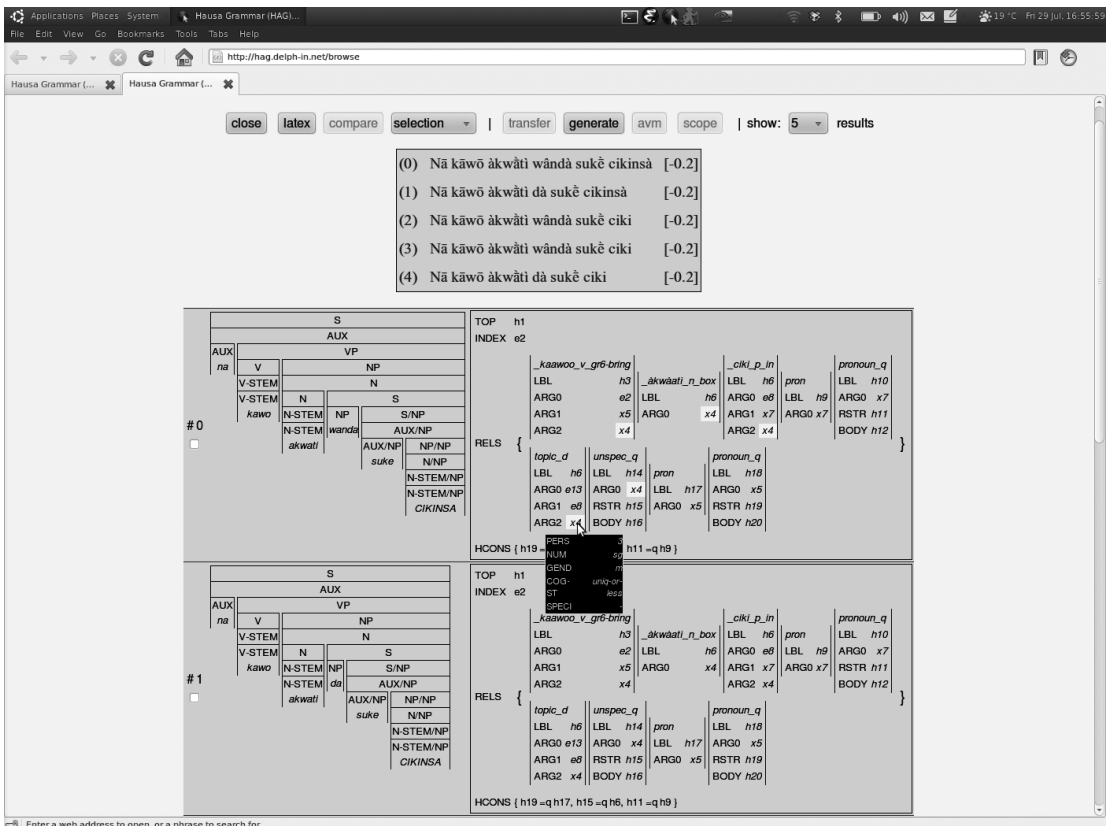 Applications Places System Hausa Grammar (HAG)... 19 °C Fri 29 Jul, 16:55:59
File Edit View Go Bookmarks Tools Tabs Help
http://hag.delph-in.net/browse
Hausa Grammar (... Hausa Grammar (...
close latex compare selection | transfer generate avm scope | show: 5 results
(0) Nā kāwō àkwàtì wândà sukè̄ cikinsà [-0.2]
(1) Nā kāwō àkwàtì dà sukè̄ cikinsà [-0.2]
(2) Nā kāwō àkwàtì wândà sukè̄ ciki [-0.2]
(3) Nā kāwō àkwàtì wândà sukè̄ ciki [-0.2]
(4) Nā kāwō àkwàtì dà sukè̄ ciki [-0.2]
#0
S
AUX
AUX VP
na V NP
V-STEM N
V-STEM N S
kawo N-STEM NP S/NP
N-STEM wanda AUX/NP
akwati AUX/NP NP/NP
suke N/NP
N-STEM/NP
N-STEM/NP
CIKINSA
TOP h1
INDEX e2
_kaawoo_v_gr6-bring _ciki_p_in pronoun_q
LBL h3 _àkwàati_n_box LBL h6 pron LBL h10
ARG0 e2 LBL h6 ARG0 e8 LBL h9 ARG0 x7
ARG1 x5 ARG0 x4 ARG1 x7 ARG0 x7 RSTR h11
ARG2 x4 ARG2 x4 BODY h12
RELS { }
topic_d unspec_q pronoun_q
LBL h6 LBL h14 pron LBL h18
ARG0 e13 ARG0 x4 LBL h17 ARG0 x5
ARG1 e8 RSTR h15 ARG0 x5 RSTR h19
ARG2 x4 BODY h16 BODY h20
HCONS { h19 = h11 =q h9 }
PERS 3
NUM sg
GEND m
COG- uniq-or-
ST less
SPECI -
#1
S
AUX
AUX VP
na V NP
V-STEM N
V-STEM N S
kawo N-STEM NP S/NP
N-STEM da AUX/NP
akwati AUX/NP NP/NP
suke N/NP
N-STEM/NP
N-STEM/NP
CIKINSA
TOP h1
INDEX e2
_kaawoo_v_gr6-bring _ciki_p_in pronoun_q
LBL h3 _àkwàati_n_box LBL h6 pron LBL h10
ARG0 e2 LBL h6 ARG0 e8 LBL h9 ARG0 x7
ARG1 x5 ARG0 x4 ARG1 x7 ARG0 x7 RSTR h11
ARG2 x4 ARG2 x4 BODY h12
RELS { }
topic_d unspec_q pronoun_q
LBL h6 LBL h14 pron LBL h18
ARG0 e13 ARG0 x4 LBL h17 ARG0 x5
ARG1 e8 RSTR h15 ARG0 x5 RSTR h19
ARG2 x4 BODY h16 BODY h20
HCONS { h19 =q h17, h15 =q h6, h11 =q h9 }
Enter a web address to open, or a phrase to search for